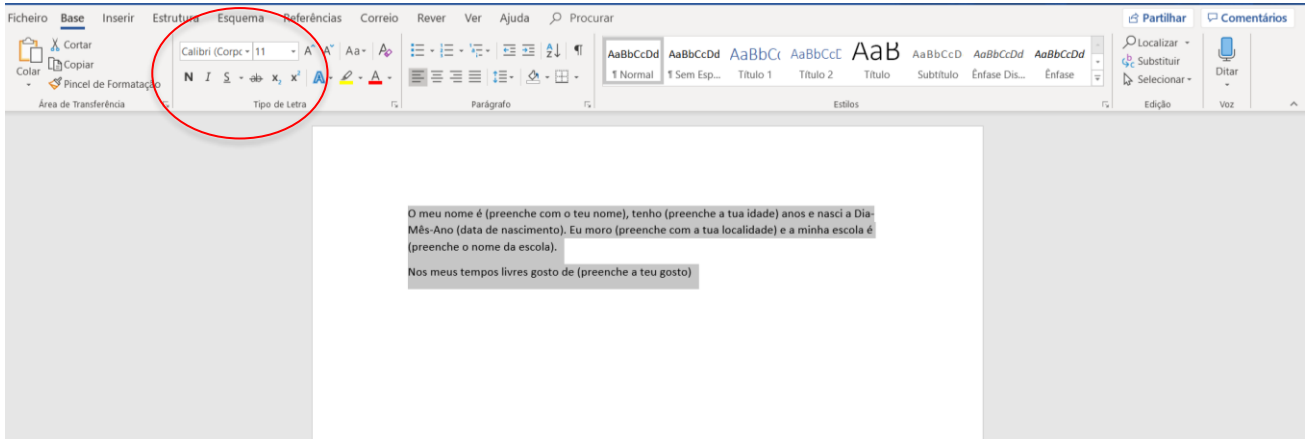 Ficheiro Base Inserir Estrutura Esquema Referências Correio Rever Ver Ajuda Procurar Partilhar Comentários
Colar
Cortar
Copiar
Pincel de Formatação
Área de Transferência
Calibri (Corpc 11 A A Aa A
N I S ab x₂ x² A A
Tipo de Letra
Parágrafo
AaBbCcDd AaBbCcDd AaBbCc AaBbCcE AaB AaBbCcD AaBbCcDd AaBbCcDd
¶ Normal ¶ Sem Esp... Título 1 Título 2 Título Subtítulo Ênfase Dis... Ênfase
Estilos
Localizar
Substituir
Selecionar
Edição
Ditar
Voz
O meu nome é (preenche com o teu nome), tenho (preenche a tua idade) anos e nasci a Dia-
Mês-Ano (data de nascimento). Eu moro (preenche com a tua localidade) e a minha escola é
(preenche o nome da escola).
Nos meus tempos livres gosto de (preenche a teu gosto)